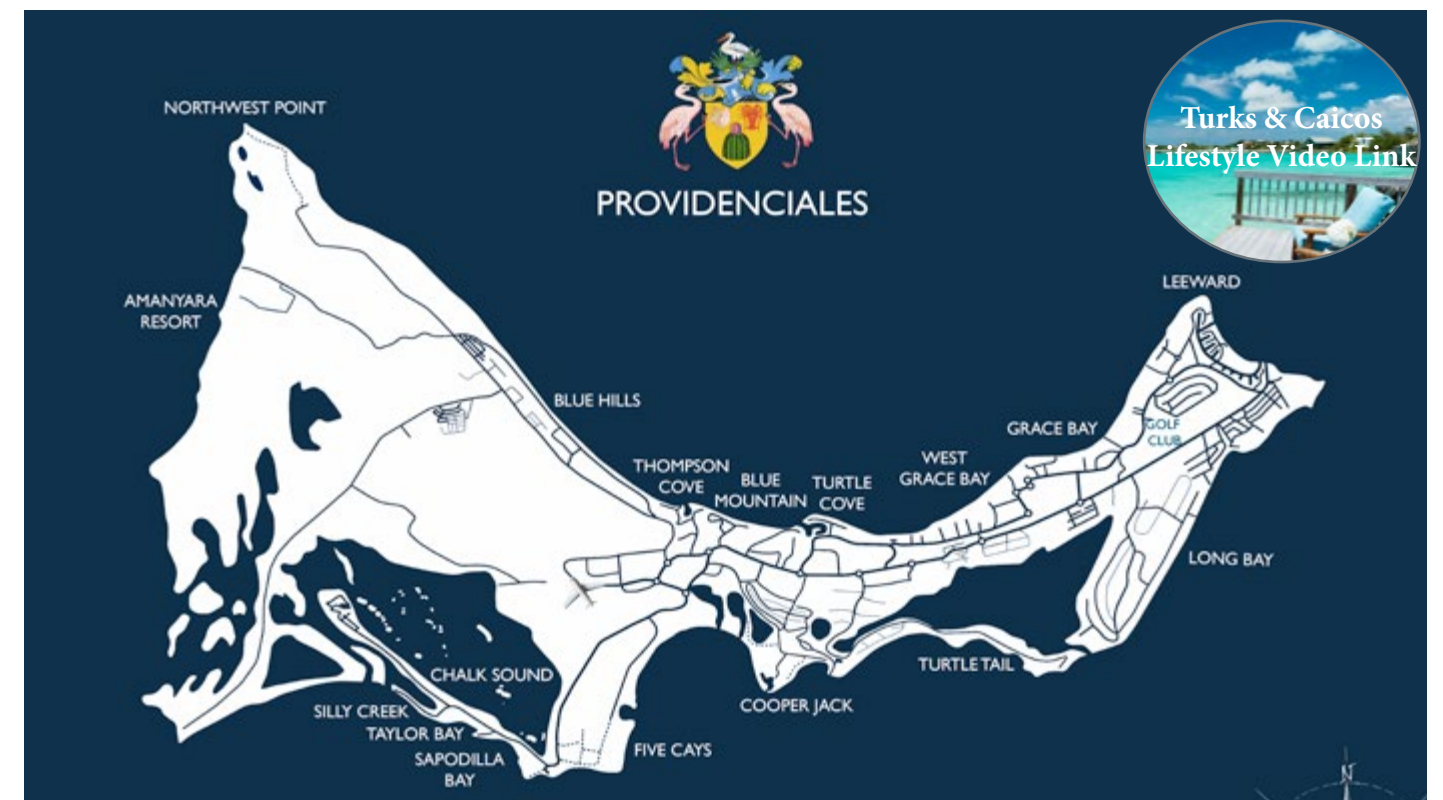 Turks & Caicos
Lifestyle Video Link
NORTHWEST POINT
PROVIDENCIALES
LEEWARD
AMANYARA
RESORT
BLUE HILLS
GRACE BAY
GOLF
CLUB
WEST
GRACE BAY
THOMPSON
COVE
BLUE
MOUNTAIN
TURTLE
COVE
LONG BAY
TURTLE TAIL
CHALK SOUND
COOPER JACK
SILLY CREEK
TAYLOR BAY
SAPODILLA
BAY
FIVE CAYS
N